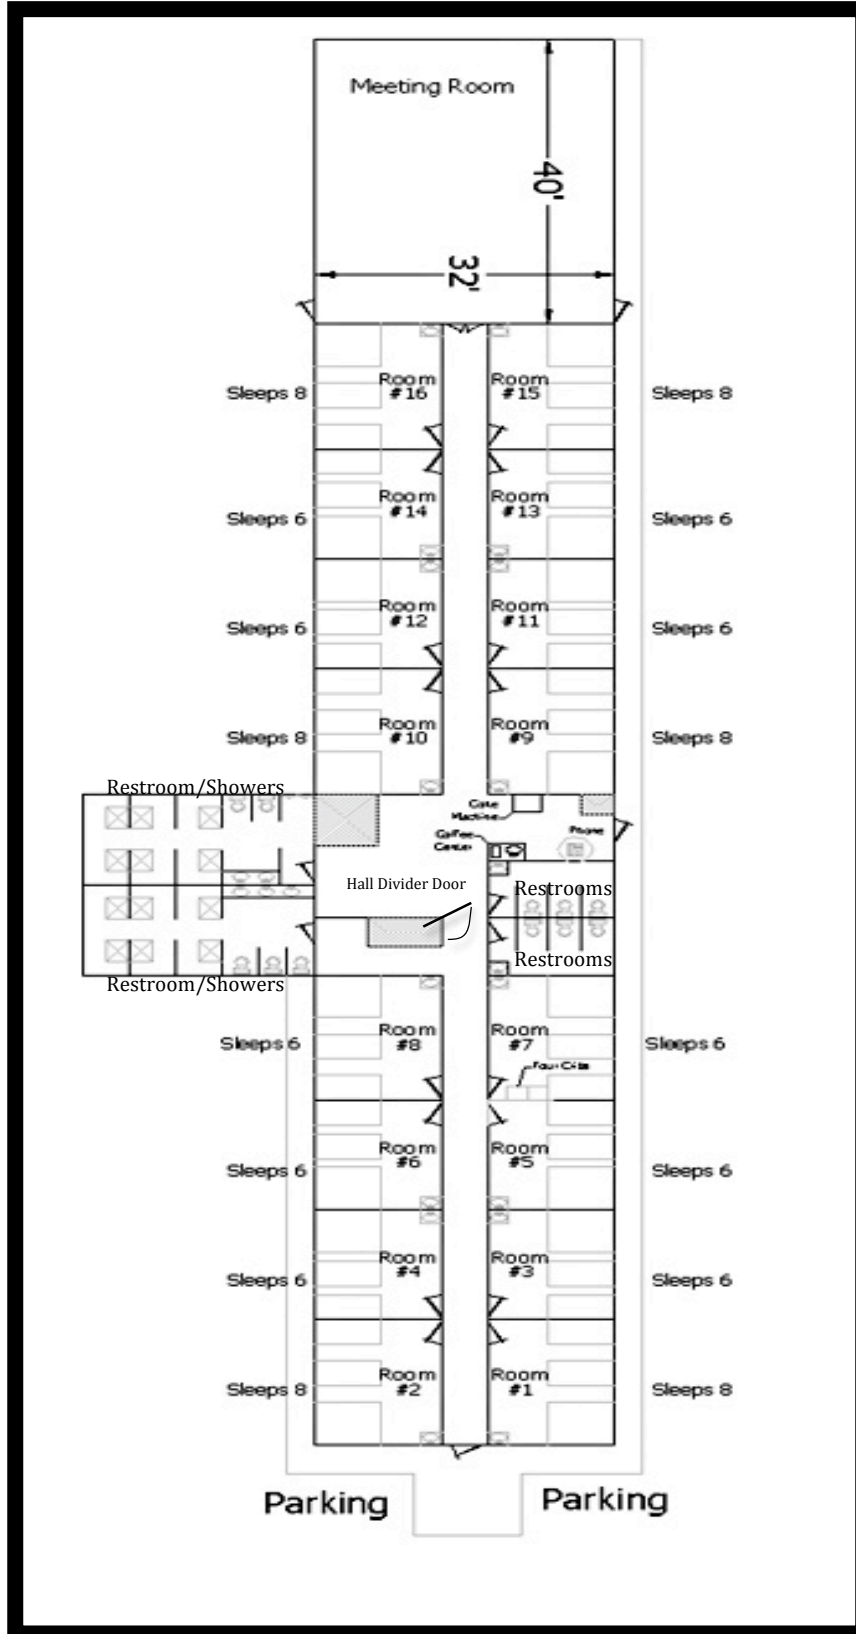 Meeting Room
40'
32'
Room
#16
Room
#15
Sleeps 8
Sleeps 8
Room
#14
Room
#13
Sleeps 6
Sleeps 6
Room
#12
Room
#11
Sleeps 6
Sleeps 6
Room
#10
Room
#9
Sleeps 8
Sleeps 8
Restroom/Showers
Coke
Machine
Coffee
Center
Phone
Hall Divider Door
Restrooms
Restrooms
Restroom/Showers
Room
#8
Room
#7
Sleeps 6
Sleeps 6
Four Cribs
Room
#6
Room
#5
Sleeps 6
Sleeps 6
Room
#4
Room
#3
Sleeps 6
Sleeps 6
Room
#2
Room
#1
Sleeps 8
Sleeps 8
Parking
Parking